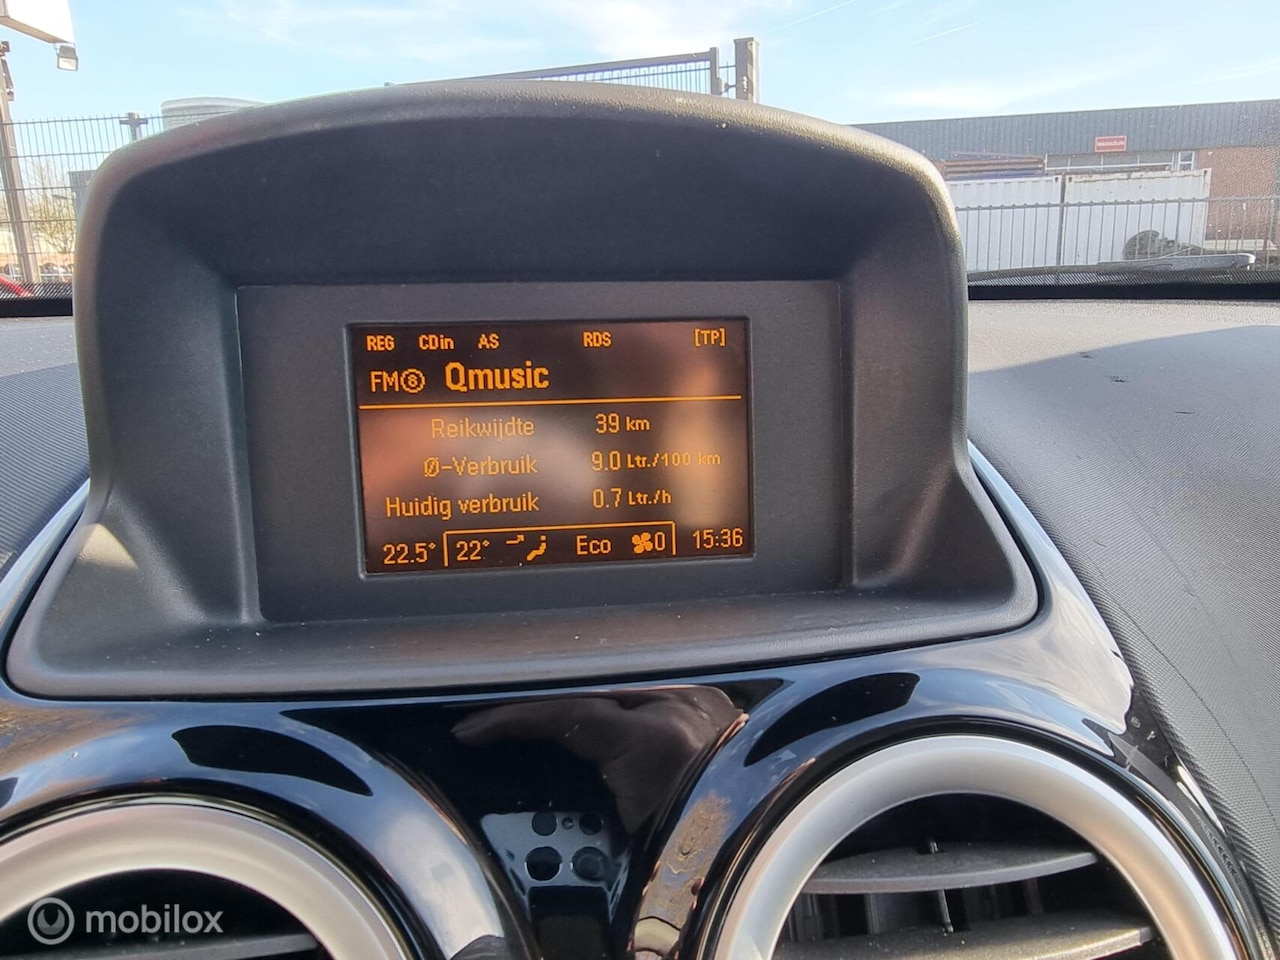 REG CDin AS RDS [TP]
FM⑧ Qmusic
Reikwijdte 39 km
Ø-Verbruik 9.0 Ltr./100 km
Huidig verbruik 0.7 Ltr./h
22.5° 22° Eco 0 15:36
mobilox